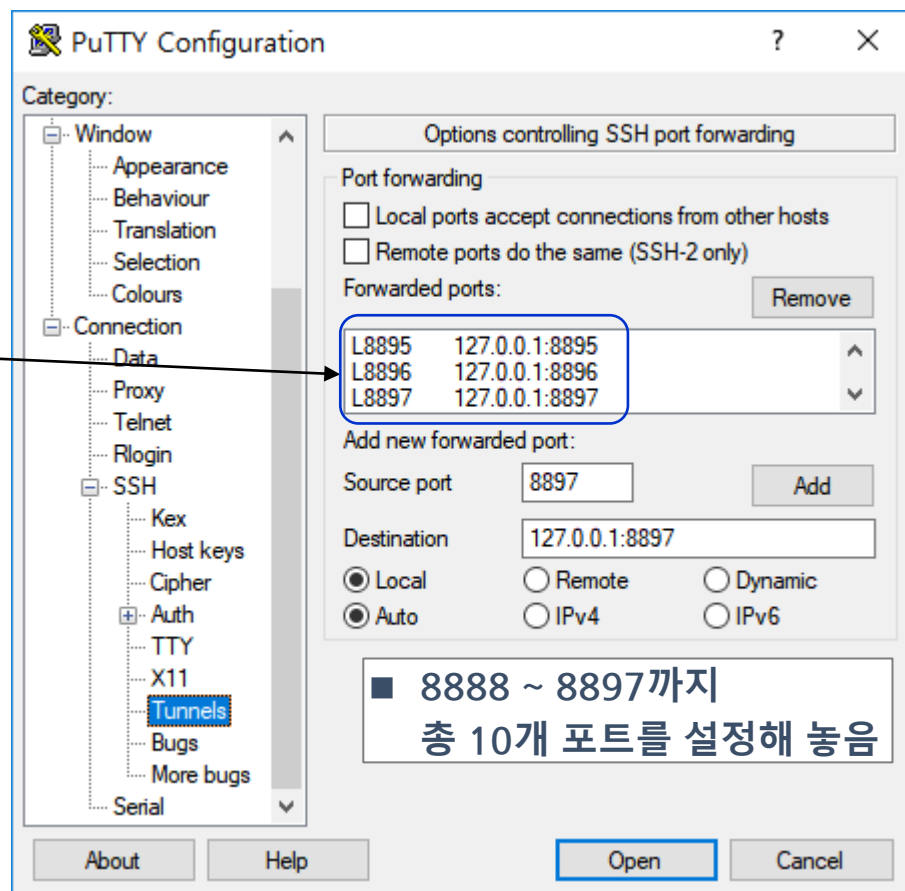 PuTTY Configuration
?
Category:
Window
Appearance
Behaviour
Translation
Selection
Colours
Connection
Data
Proxy
Telnet
Rlogin
SSH
Kex
Host keys
Cipher
Auth
TTY
X11
Tunnels
Bugs
More bugs
Serial
Options controlling SSH port forwarding
Port forwarding
Local ports accept connections from other hosts
Remote ports do the same (SSH-2 only)
Forwarded ports:
Remove
L8895 127.0.0.1:8895
L8896 127.0.0.1:8896
L8897 127.0.0.1:8897
Add new forwarded port:
Source port 8897 Add
Destination 127.0.0.1:8897
Local Remote Dynamic
Auto IPv4 IPv6
■ 8888 ~ 8897까지
총 10개 포트를 설정해 놓음
About Help Open Cancel